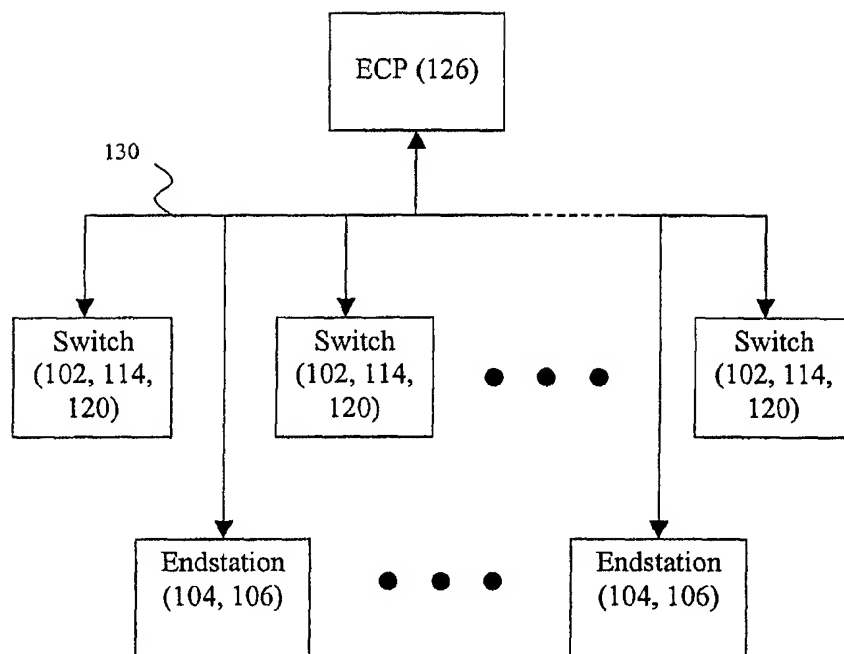 ECP (126)
130
Switch
(102, 114,
120)
Switch
(102, 114,
120)
Switch
(102, 114,
120)
Endstation
(104, 106)
Endstation
(104, 106)